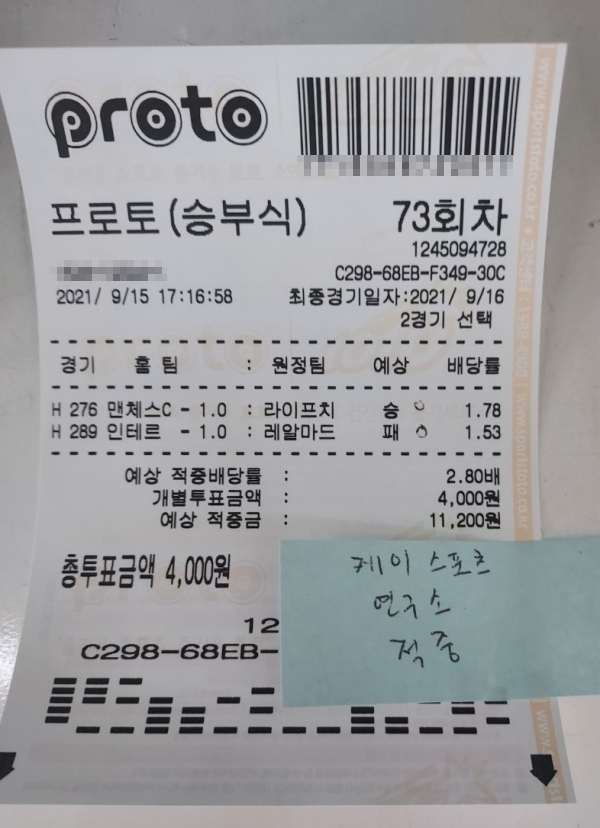 proto
프로토(승부식) 73회차
1245094728
C298-68EB-F349-30C
2021/ 9/15 17:16:58 최종경기일자:2021/ 9/16
2경기 선택
경기 홈팀 : 원정팀 예상 배당률
H 276 맨체스C - 1.0 : 라이프치 승 1.78
H 289 인테르 - 1.0 : 레알마드 패 1.53
예상 적중배당률 : 2.80배
개별투표금액 : 4,000원
예상 적중금 : 11,200원
총투표금액 4,000원
케이 스포츠
연구소
적중
12
C298-68EB-
www.sportstoto.co.kr